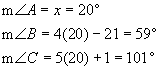 m∠A = x = 20°
m∠B = 4(20) − 21 = 59°
m∠C = 5(20) + 1 = 101°